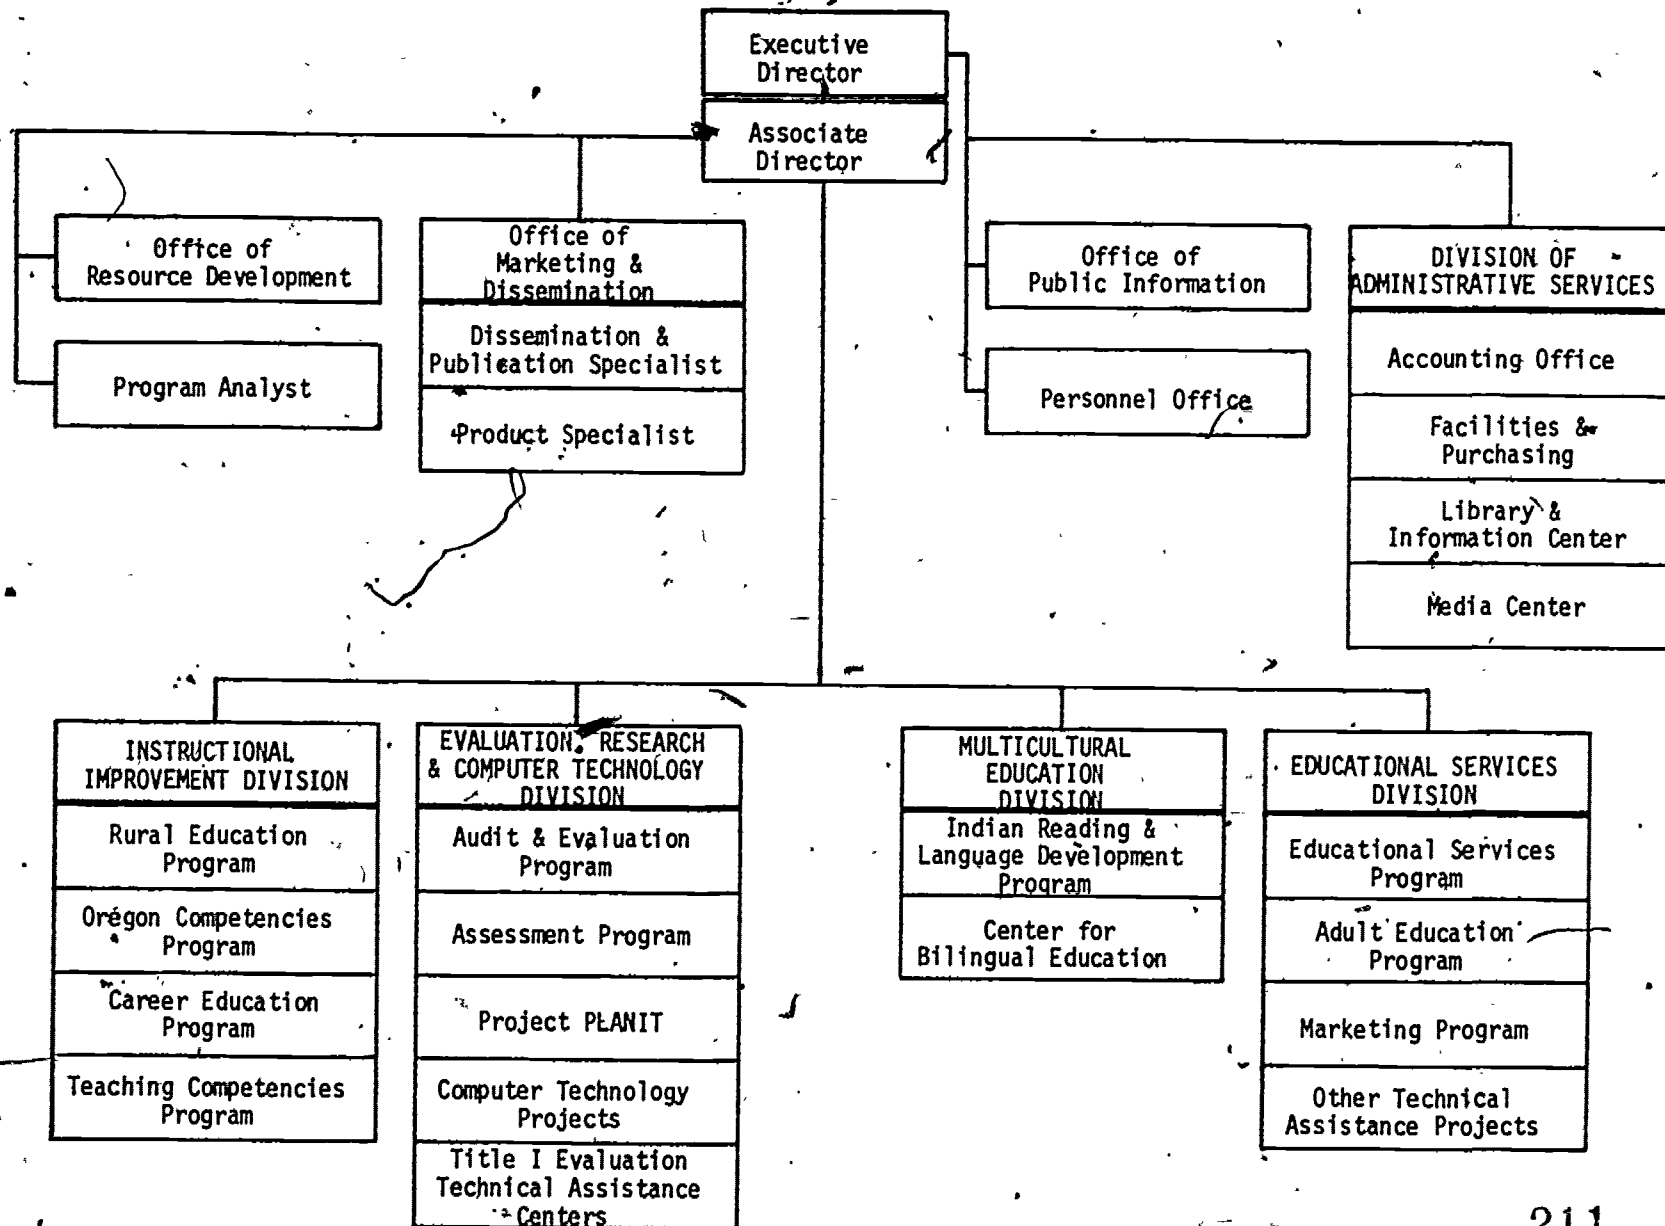 Executive
Director
Associate
Director
Office of
Resource Development
Program Analyst
Office of
Marketing &
Dissemination
Dissemination &
Publication Specialist
Product Specialist
Office of
Public Information
Personnel Office
DIVISION OF
ADMINISTRATIVE SERVICES
Accounting Office
Facilities &
Purchasing
Library &
Information Center
Media Center
INSTRUCTIONAL
IMPROVEMENT DIVISION
Rural Education
Program
Oregon Competencies
Program
Career Education
Program
Teaching Competencies
Program
EVALUATION, RESEARCH
& COMPUTER TECHNOLOGY
DIVISION
Audit & Evaluation
Program
Assessment Program
Project PLANIT
Computer Technology
Projects
Title I Evaluation
Technical Assistance
Centers
MULTICULTURAL
EDUCATION
DIVISION
Indian Reading &
Language Development
Program
Center for
Bilingual Education
EDUCATIONAL SERVICES
DIVISION
Educational Services
Program
Adult Education
Program
Marketing Program
Other Technical
Assistance Projects
211